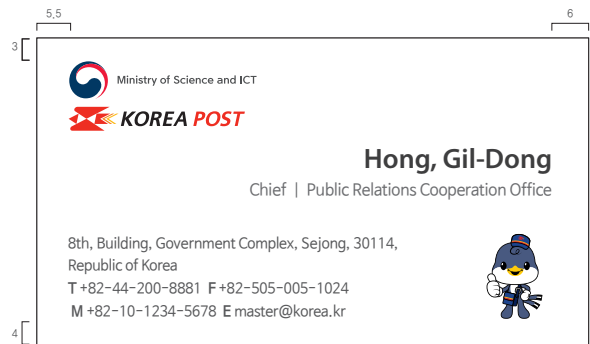 5,5
6
3
Ministry of Science and ICT
KOREA POST
Hong, Gil-Dong
Chief | Public Relations Cooperation Office
8th, Building, Government Complex, Sejong, 30114,
Republic of Korea
T +82-44-200-8881 F +82-505-005-1024
M +82-10-1234-5678 E master@korea.kr
4